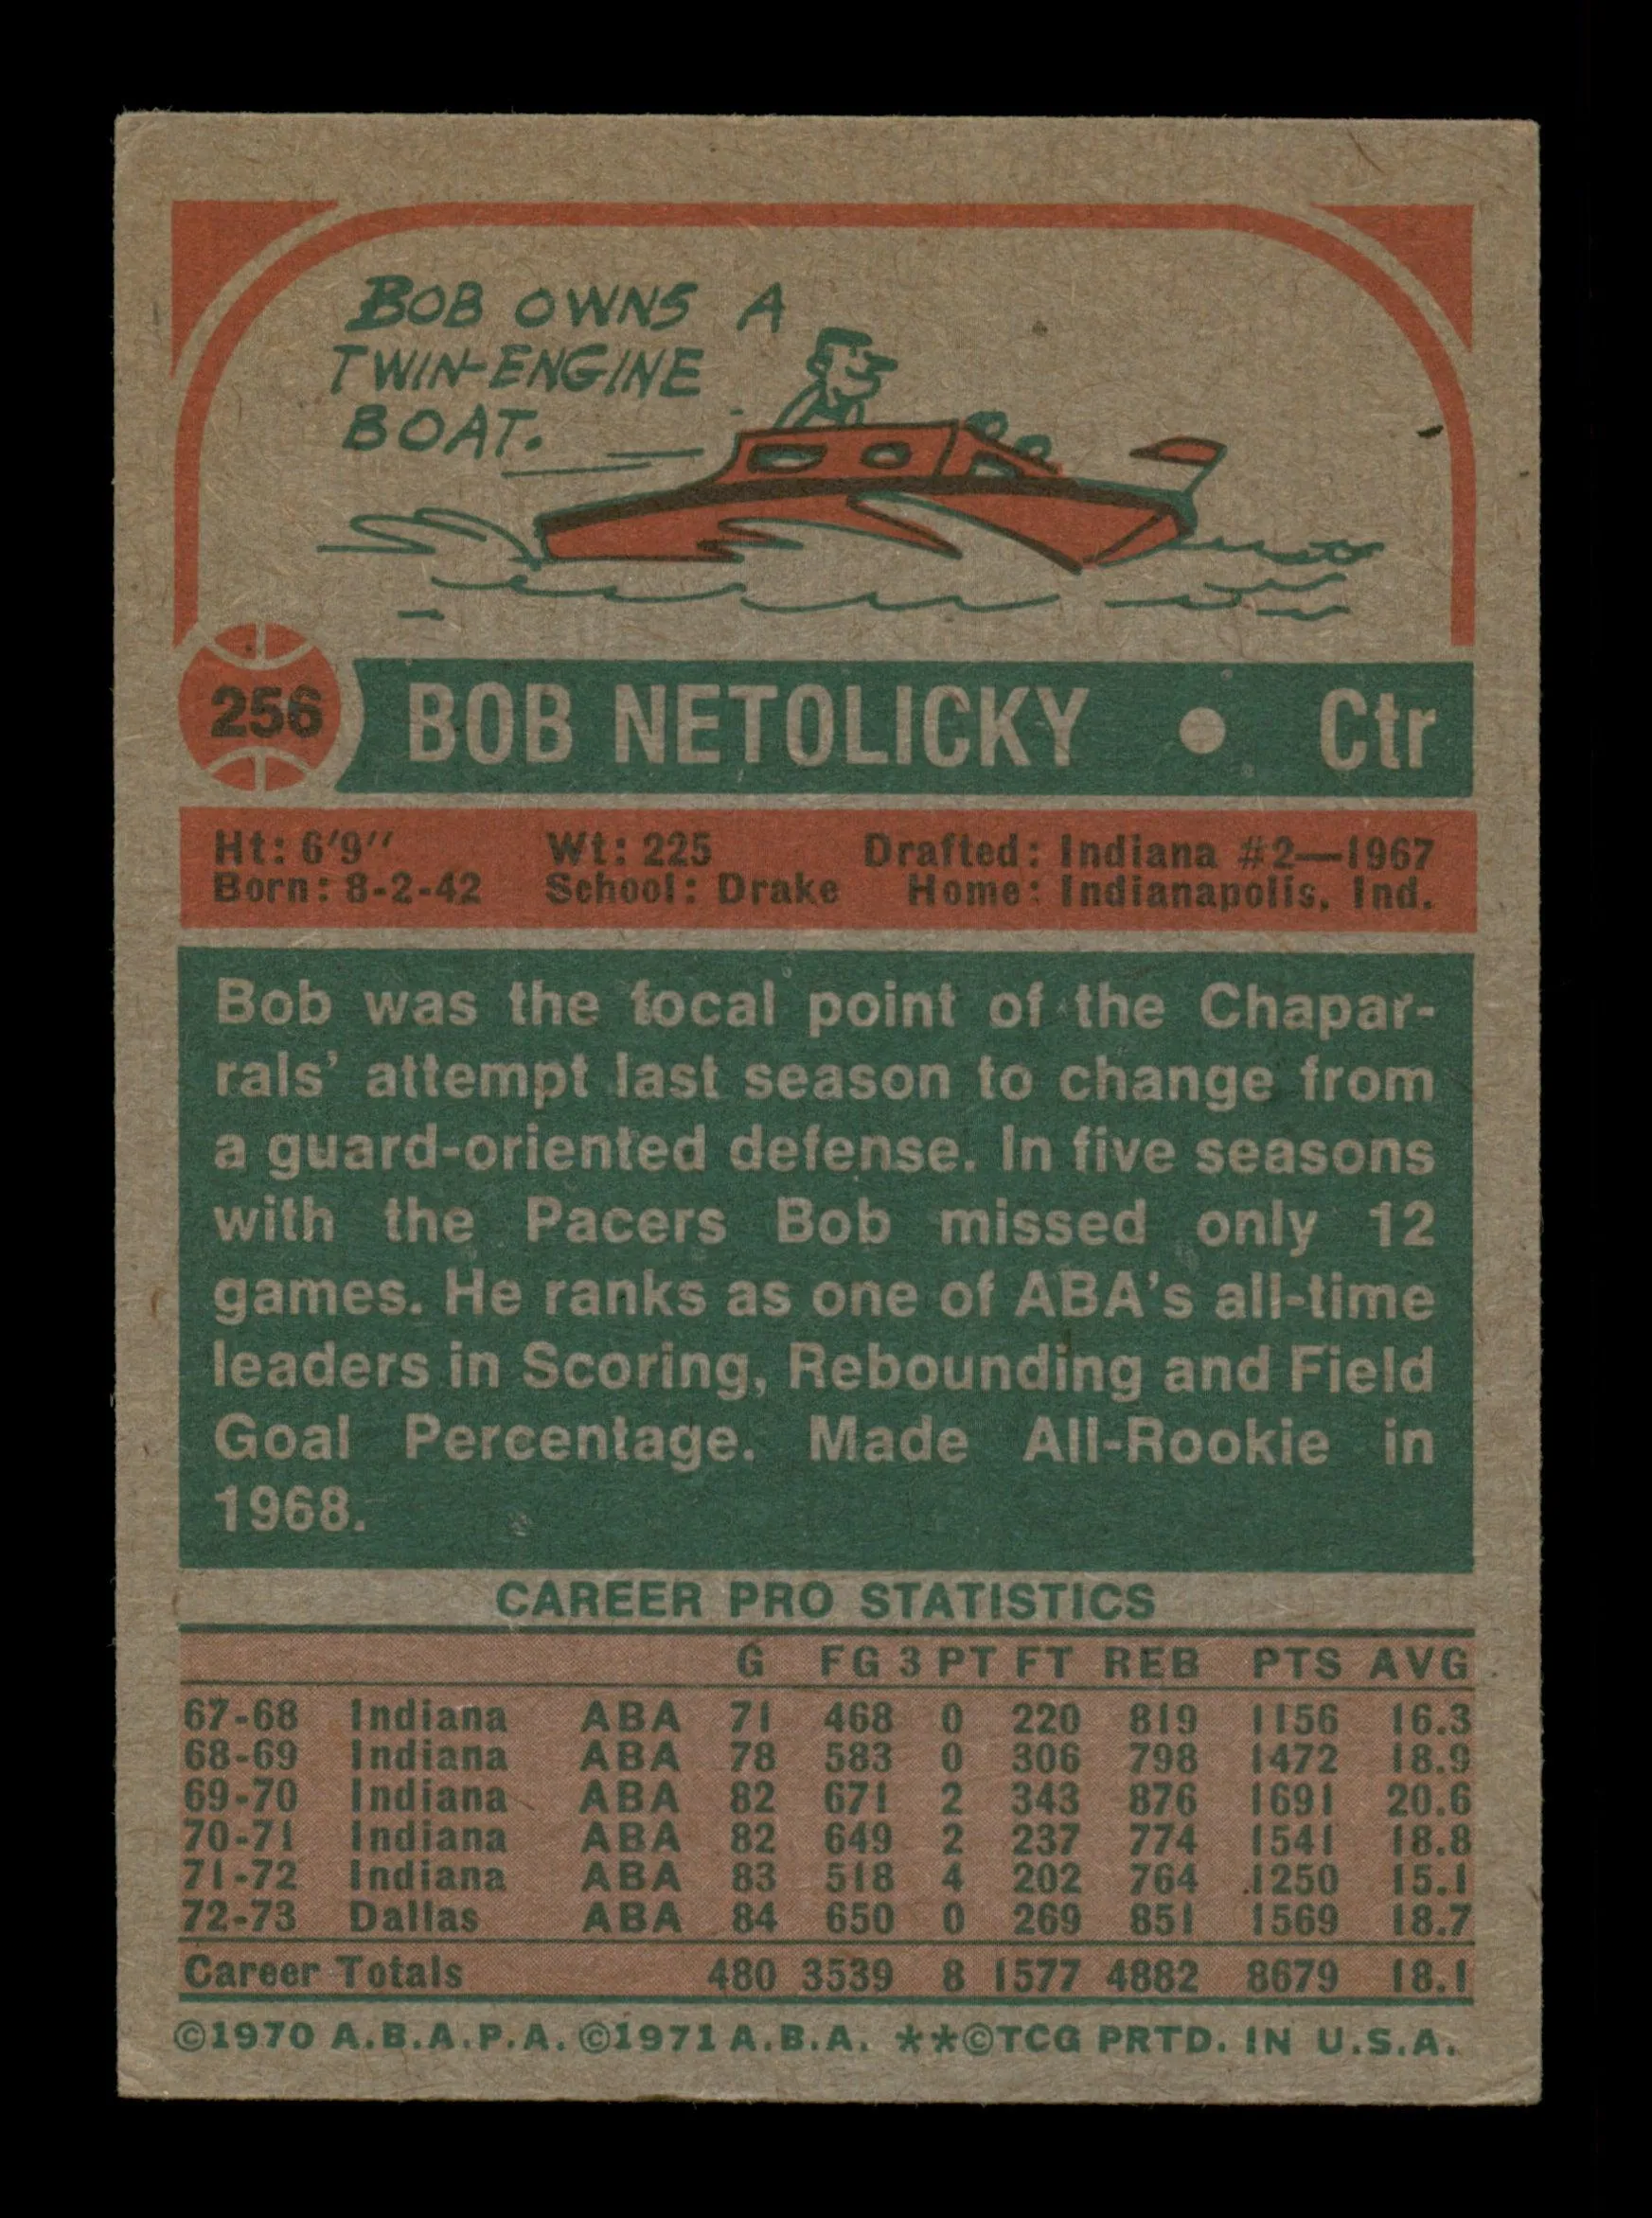 BOB OWNS A
TWIN-ENGINE
BOAT.
256 BOB NETOLICKY • Ctr
Ht: 6'9'' Wt: 225 Drafted: Indiana #2—1967
Born: 8-2-42 School: Drake Home: Indianapolis, Ind.
Bob was the focal point of the Chapar-
rals' attempt last season to change from
a guard-oriented defense. In five seasons
with the Pacers Bob missed only 12
games. He ranks as one of ABA's all-time
leaders in Scoring, Rebounding and Field
Goal Percentage. Made All-Rookie in
1968.
CAREER PRO STATISTICS
G FG 3 PT FT REB PTS AVG
67-68 Indiana ABA 71 468 0 220 819 1156 16.3
68-69 Indiana ABA 78 583 0 306 798 1472 18.9
69-70 Indiana ABA 82 671 2 343 876 1691 20.6
70-71 Indiana ABA 82 649 2 237 774 1541 18.8
71-72 Indiana ABA 83 518 4 202 764 1250 15.1
72-73 Dallas ABA 84 650 0 269 851 1569 18.7
Career Totals 480 3539 8 1577 4882 8679 18.1
©1970 A.B.A.P.A. ©1971 A.B.A. **©TCG PRTD. IN U.S.A.